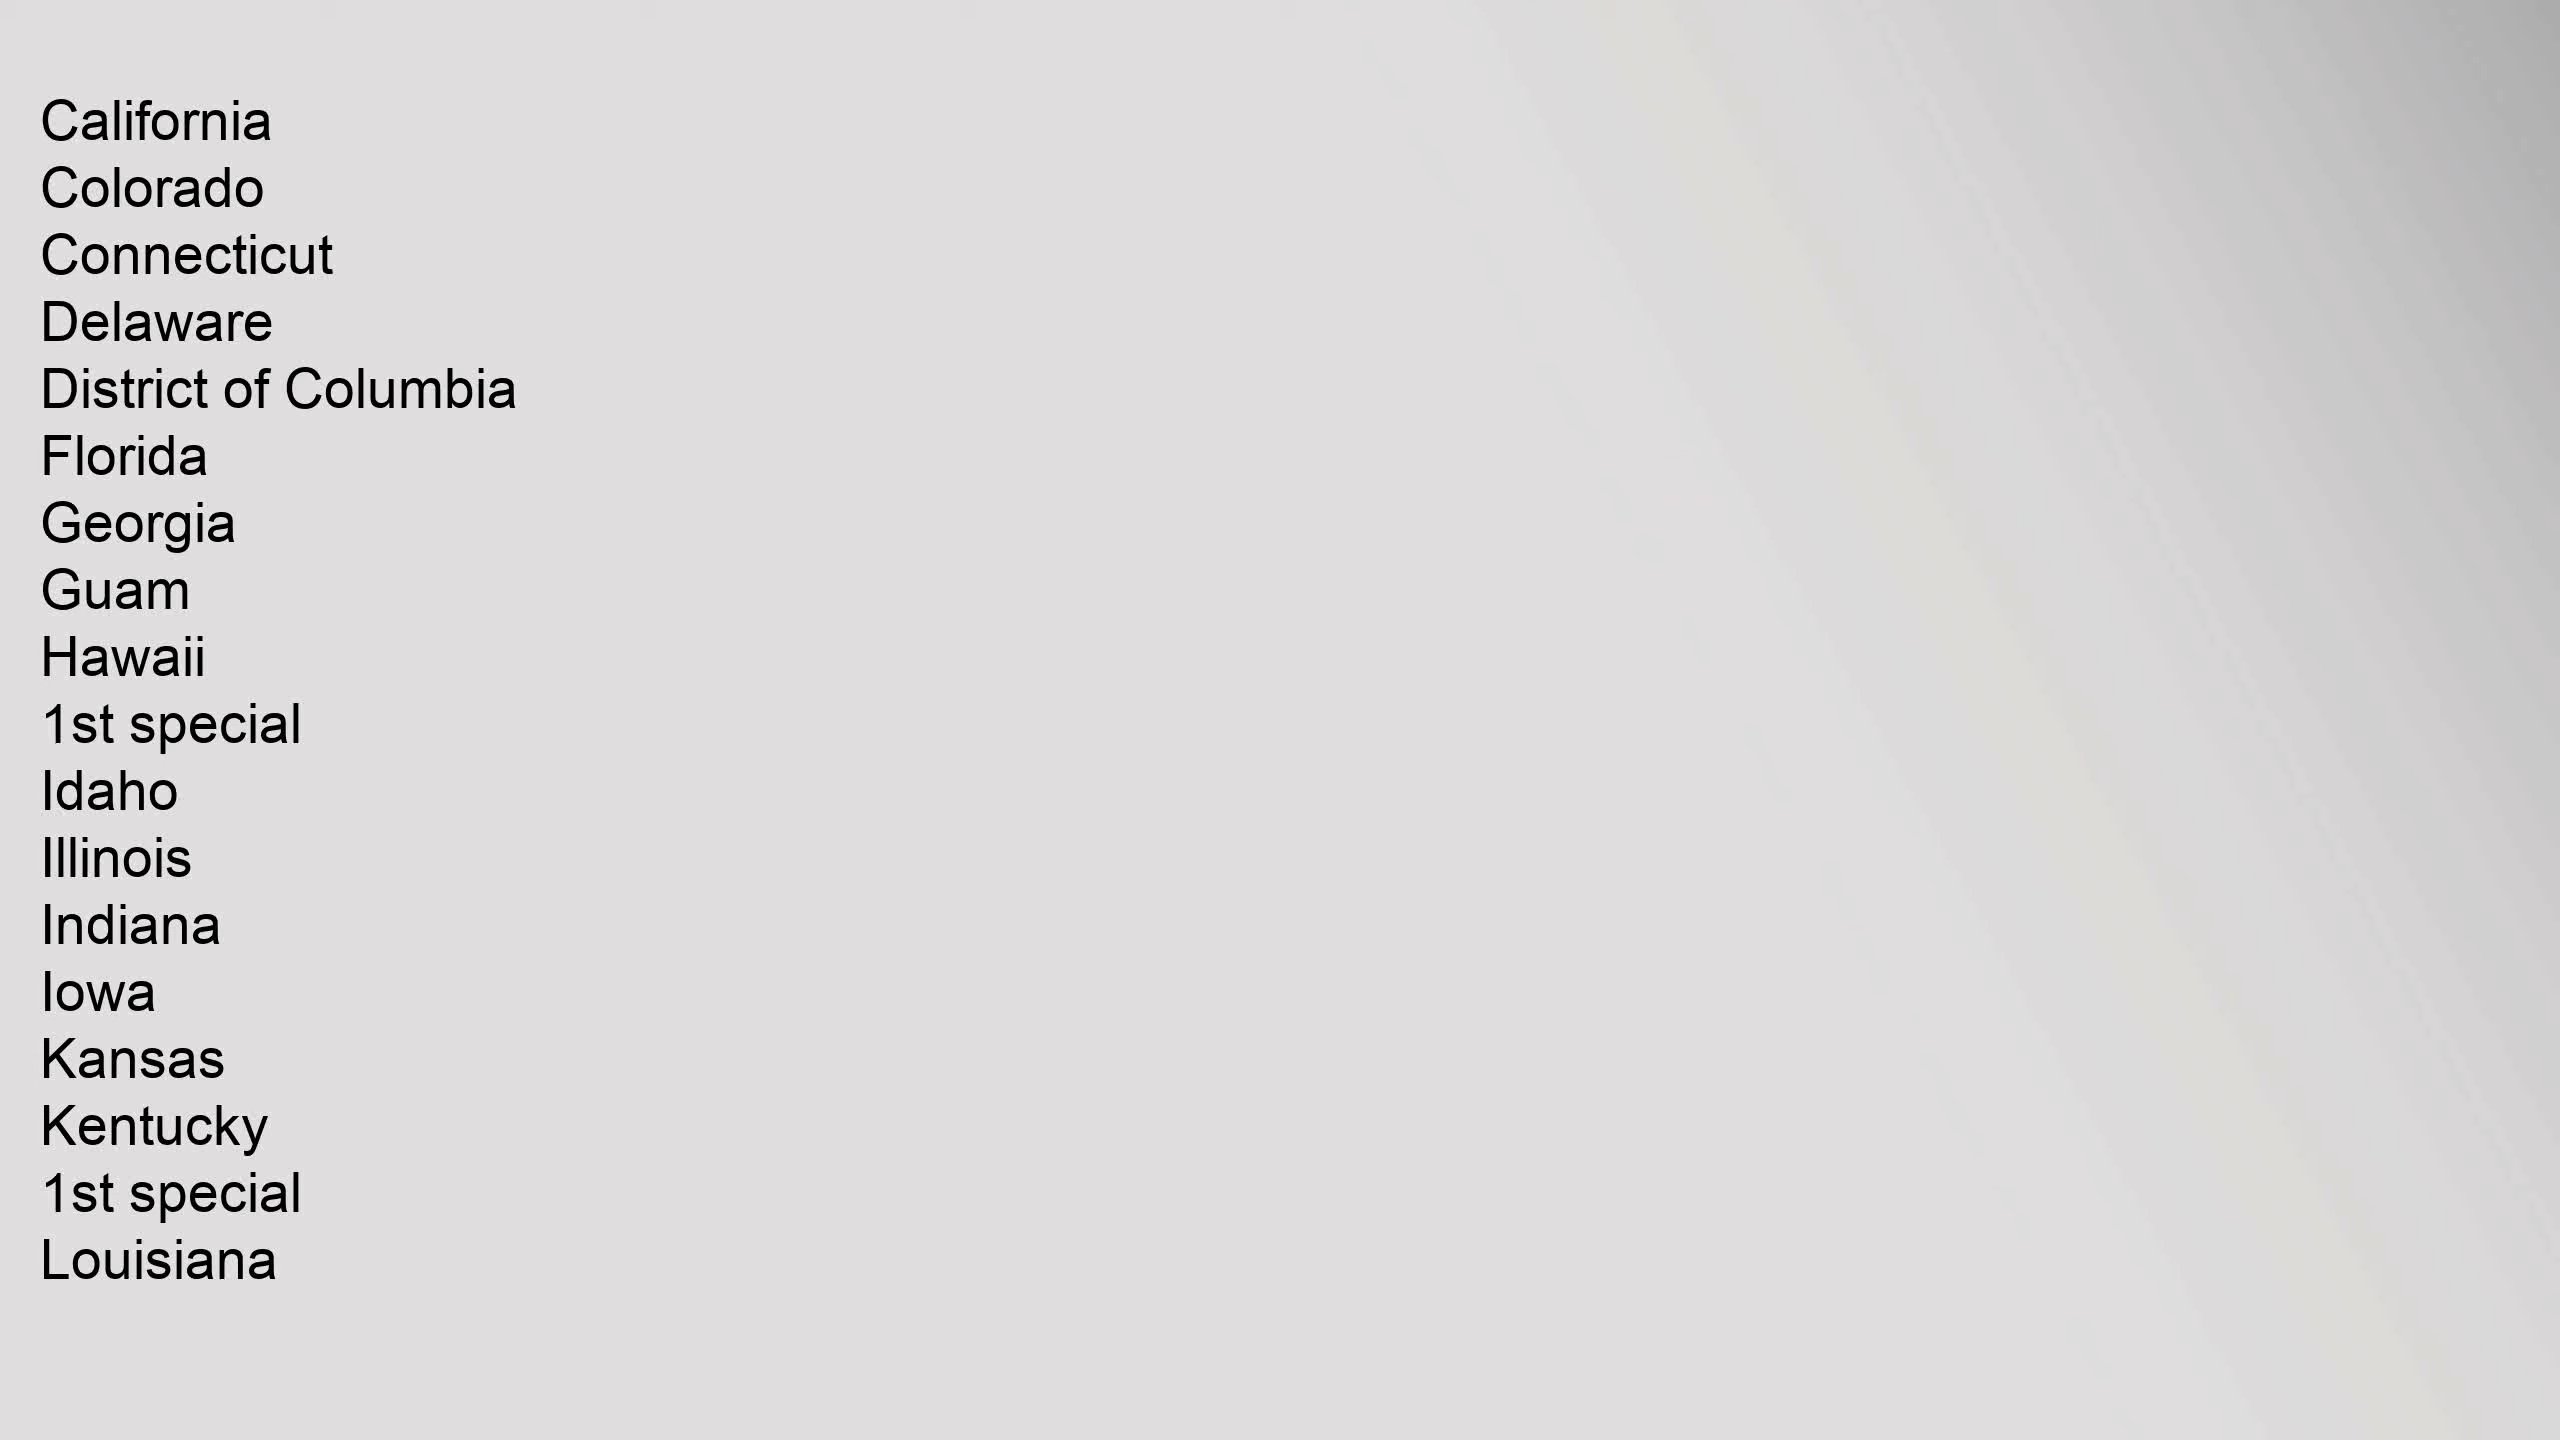 California
Colorado
Connecticut
Delaware
District of Columbia
Florida
Georgia
Guam
Hawaii
1st special
Idaho
Illinois
Indiana
Iowa
Kansas
Kentucky
1st special
Louisiana